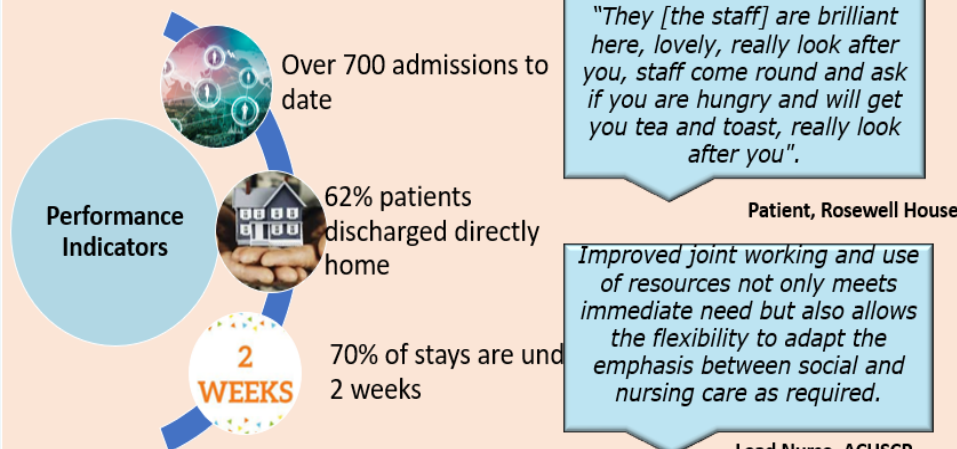 Over 700 admissions to
date
Performance
Indicators
62% patients
discharged directly
home
2
WEEKS
70% of stays are und
2 weeks
“They [the staff] are brilliant
here, lovely, really look after
you, staff come round and ask
if you are hungry and will get
you tea and toast, really look
after you".
Patient, Rosewell House
Improved joint working and use
of resources not only meets
immediate need but also allows
the flexibility to adapt the
emphasis between social and
nursing care as required.
Lead Nurse, ACHSCP